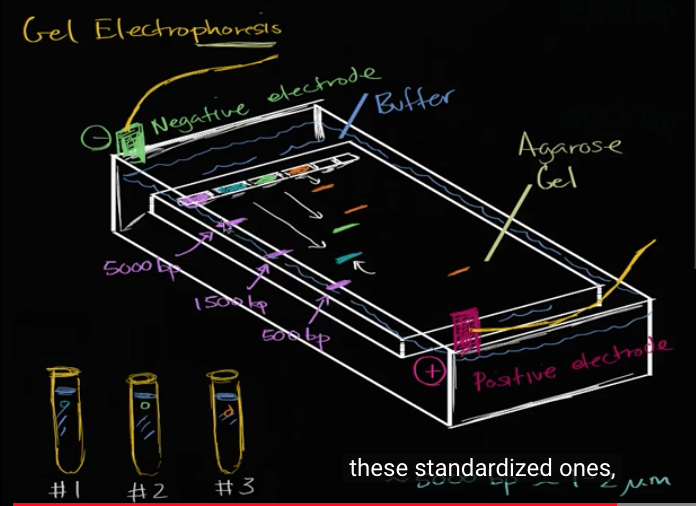 Gel Electrophoresis
Negative electrode
Buffer
Agarose
Gel
5000 bp
1500 bp
500 bp
+
Positive electrode
these standardized ones,
5000 bp ~ 1-2 µm
#1
#2
#3